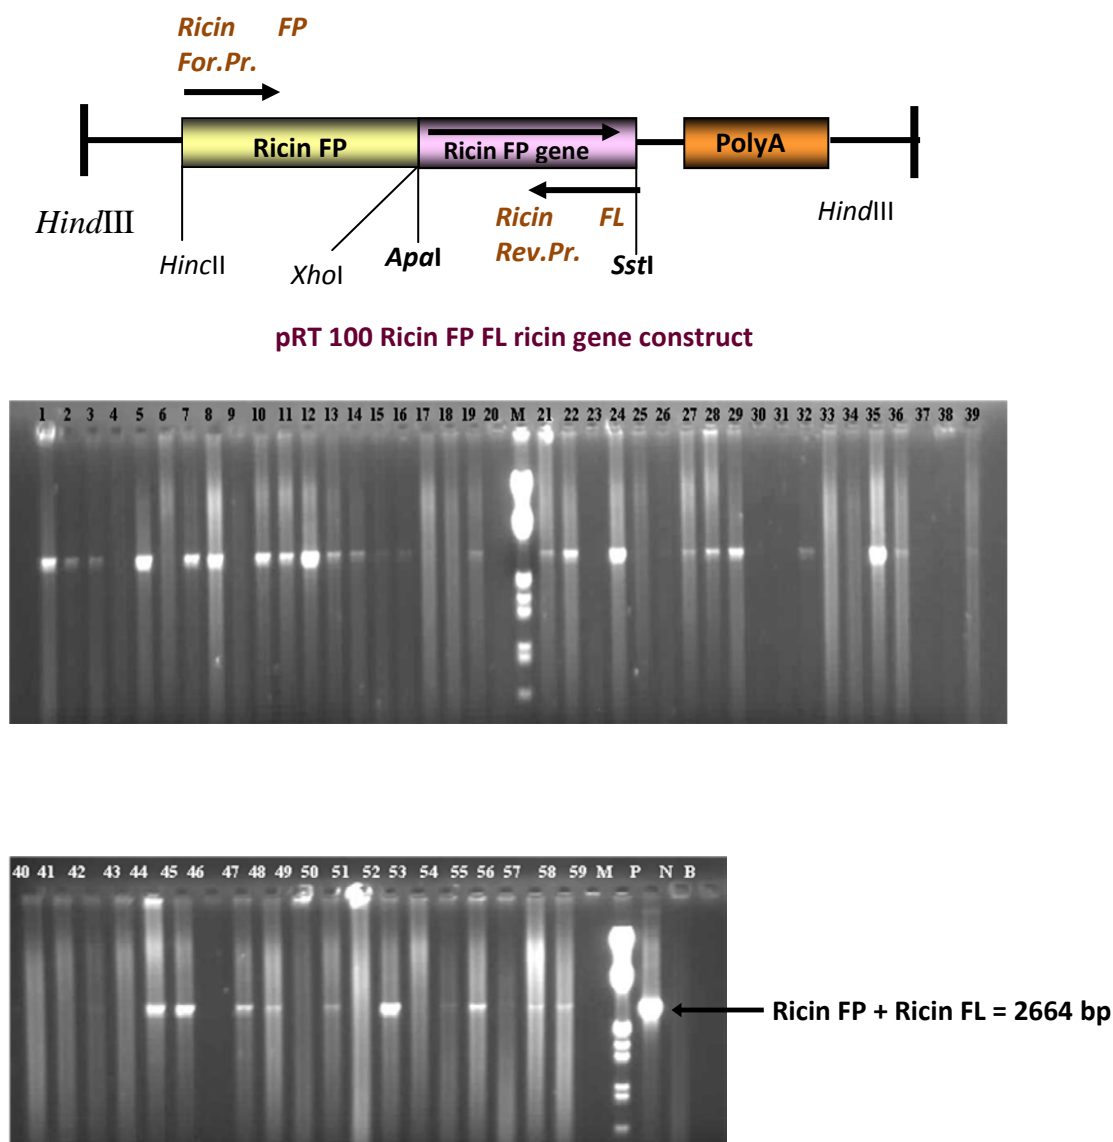 Ricin FP
For.Pr.
Ricin FP
Ricin FP gene
PolyA
HindIII
HincII
XhoI
ApaI
Ricin FL
Rev.Pr.
SstI
HindIII
pRT 100 Ricin FP FL ricin gene construct
1 2 3 4 5 6 7 8 9 10 11 12 13 14 15 16 17 18 19 20 M 21 22 23 24 25 26 27 28 29 30 31 32 33 34 35 36 37 38 39
40 41 42 43 44 45 46 47 48 49 50 51 52 53 54 55 56 57 58 59 M P N B
Ricin FP + Ricin FL = 2664 bp